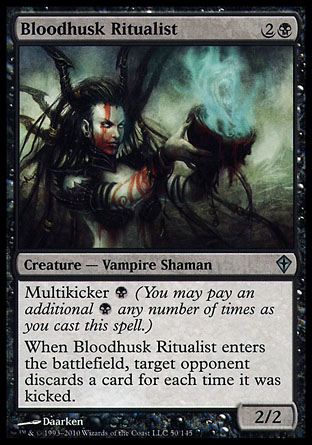 Bloodhusk Ritualist 2
Creature — Vampire Shaman
Multikicker (You may pay an
additional any number of times as
you cast this spell.)
When Bloodhusk Ritualist enters
the battlefield, target opponent
discards a card for each time it was
kicked.
Daarken
™ & © 1993–2010 Wizards of the Coast LLC 50/145
2/2